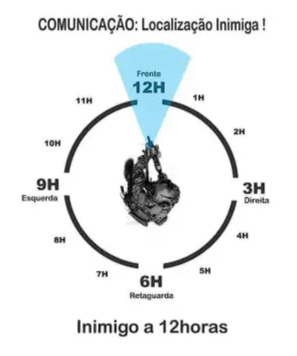 COMUNICAÇÃO: Localização Inimiga !
Frente
12H
11H
1H
10H
2H
9H
Esquerda
3H
Direita
8H
4H
7H
5H
6H
Retaguarda
Inimigo a 12horas